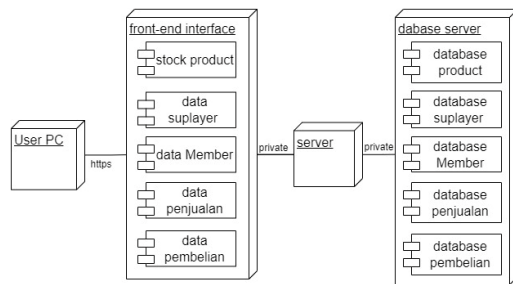 front-end interface
stock product
data
suplayer
data Member
data
penjualan
data
pembelian
User PC
https
private
server
private
dabase server
database
product
database
suplayer
database
Member
database
penjualan
database
pembelian